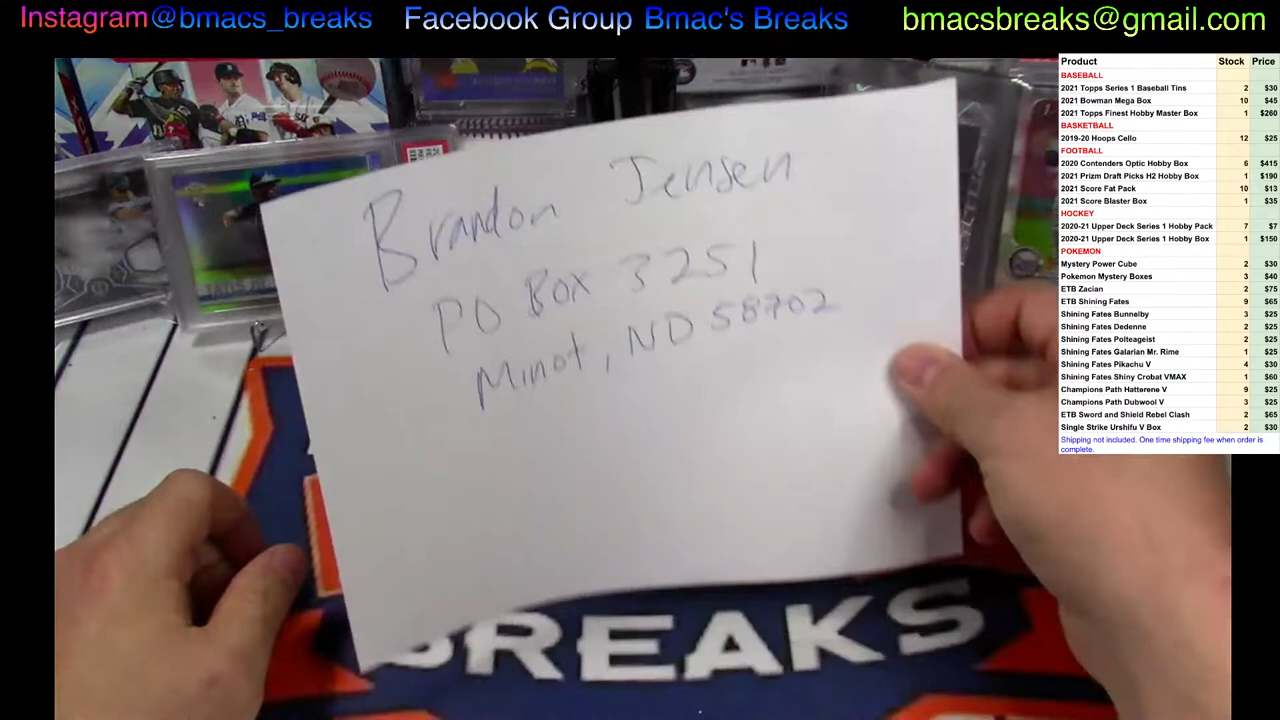 Instagram@bmacs_breaks Facebook Group Bmac's Breaks bmacsbreaks@gmail.com
Brandon Jensen
PO Box 3251
Minot, ND 58702
BREAKS
Product Stock Price
BASEBALL
2021 Topps Series 1 Baseball Tins 2 $30
2021 Bowman Mega Box 10 $45
2021 Topps Finest Hobby Master Box 1 $260
BASKETBALL
2019-20 Hoops Cello 12 $25
FOOTBALL
2020 Contenders Optic Hobby Box 6 $415
2021 Prizm Draft Picks H2 Hobby Box 1 $190
2021 Score Fat Pack 10 $13
2021 Score Blaster Box 1 $35
HOCKEY
2020-21 Upper Deck Series 1 Hobby Pack 7 $7
2020-21 Upper Deck Series 1 Hobby Box 1 $150
POKEMON
Mystery Power Cube 2 $30
Pokemon Mystery Boxes 3 $40
ETB Zacian 2 $75
ETB Shining Fates 9 $65
Shining Fates Bunnelby 3 $25
Shining Fates Dedenne 2 $25
Shining Fates Polteageist 2 $25
Shining Fates Galarian Mr. Rime 1 $25
Shining Fates Pikachu V 4 $30
Shining Fates Shiny Crobat VMAX 1 $60
Champions Path Hatterene V 9 $25
Champions Path Dubwool V 3 $25
ETB Sword and Shield Rebel Clash 2 $65
Single Strike Urshifu V Box 2 $30
Shipping not included. One time shipping fee when order is
complete.